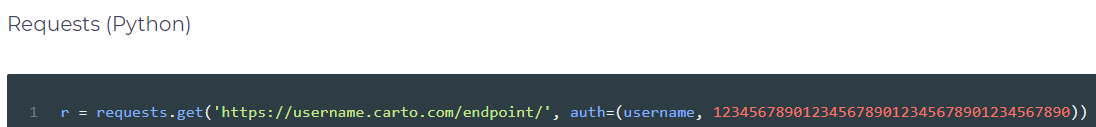 Requests (Python)
1 r = requests.get('https://username.carto.com/endpoint/', auth=(username, 1234567890123456789012345678901234567890))